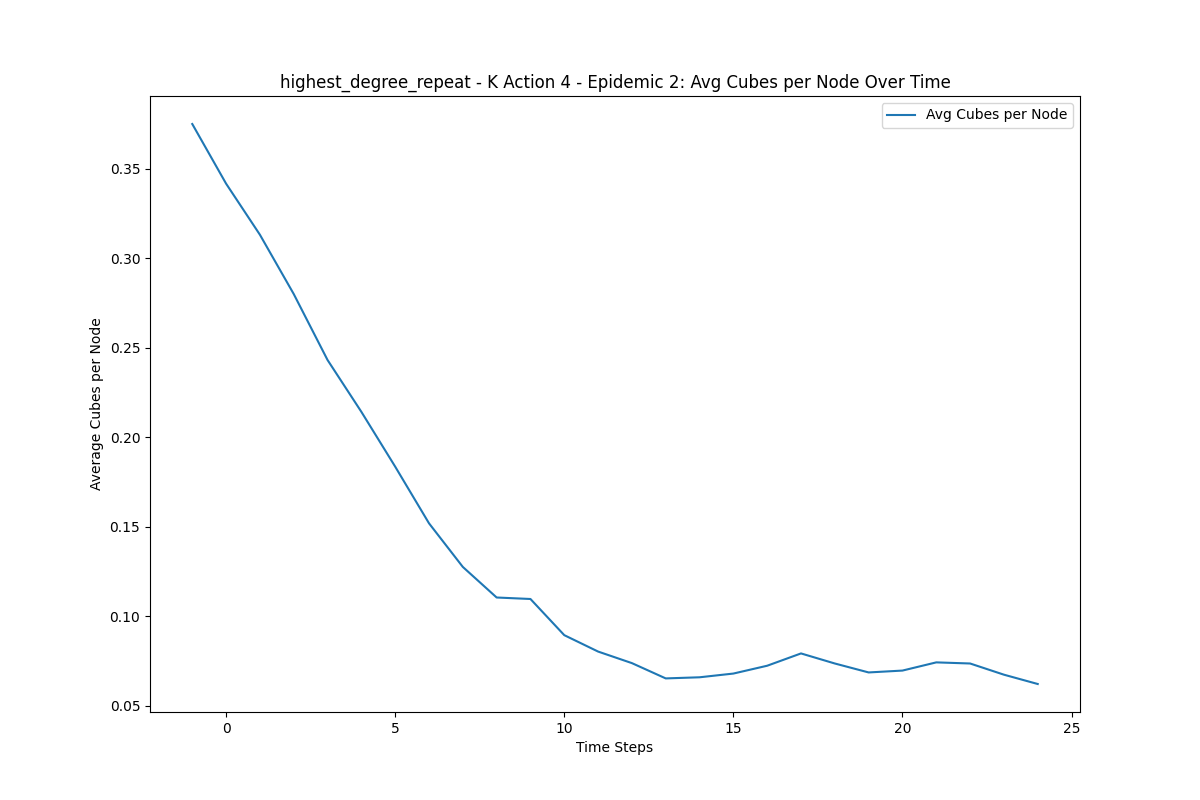 highest_degree_repeat - K Action 4 - Epidemic 2: Avg Cubes per Node Over Time
Avg Cubes per Node
0.35
0.30
0.25
0.20
0.15
0.10
0.05
Average Cubes per Node
0 5 10 15 20 25
Time Steps